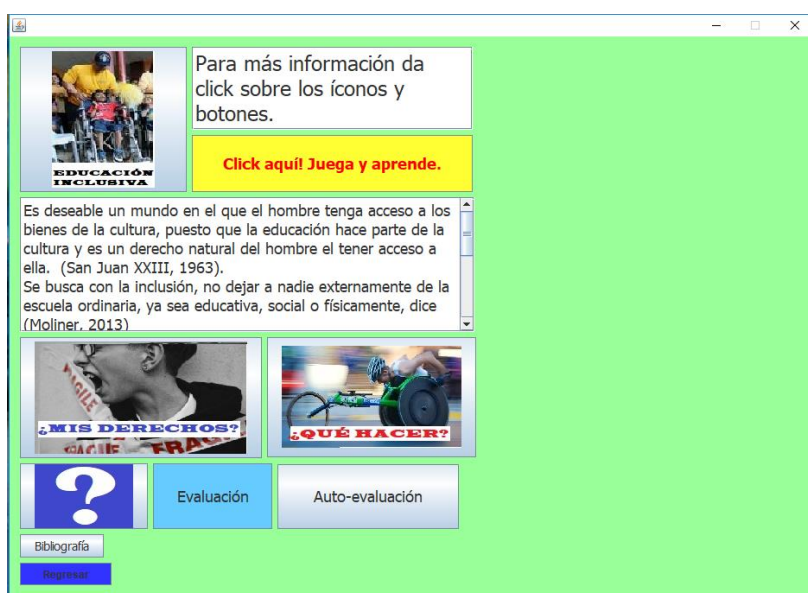 EDUCACIÓN
INCLUSIVA
Para más información da
click sobre los íconos y
botones.
Click aquí! Juega y aprende.
Es deseable un mundo en el que el hombre tenga acceso a los
bienes de la cultura, puesto que la educación hace parte de la
cultura y es un derecho natural del hombre el tener acceso a
ella.  (San Juan XXIII, 1963).
Se busca con la inclusión, no dejar a nadie externamente de la
escuela ordinaria, ya sea educativa, social o físicamente, dice
(Moliner, 2013)
FRAGILE
¿MIS DERECHOS?
FRAGILE FRAG
¿QUÉ HACER?
?
Evaluación
Auto-evaluación
Bibliografía
Regresar